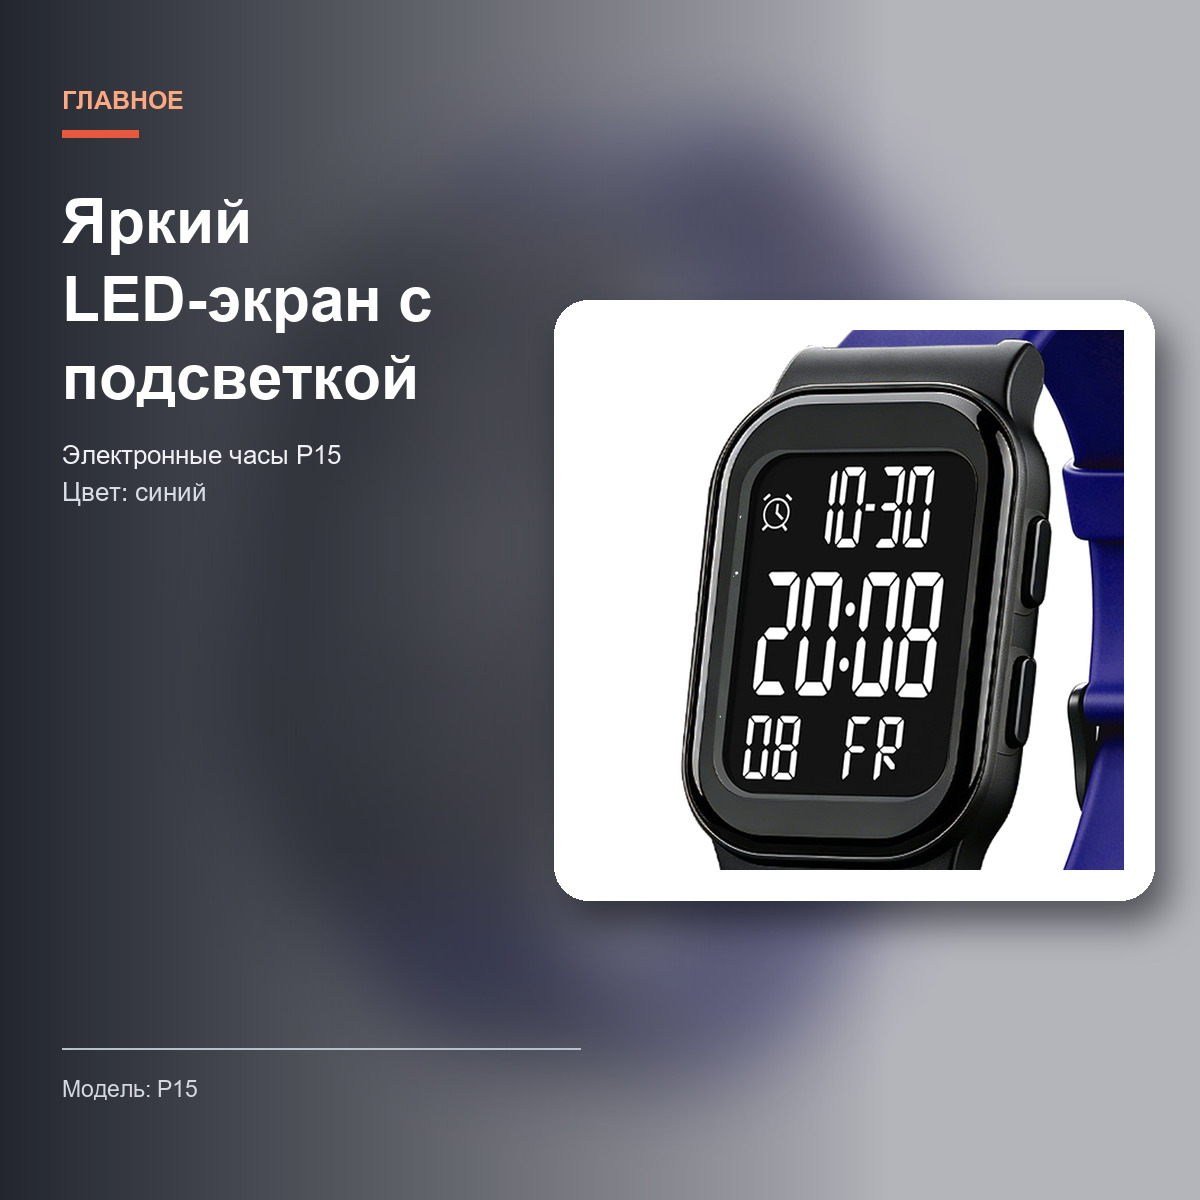 ГЛАВНОЕ
Яркий
LED-экран с
подсветкой
Электронные часы P15
Цвет: синий
10:30
20:08
08 FR
Модель: P15